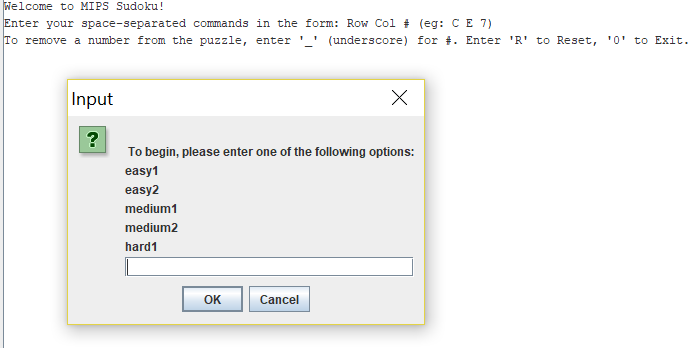 Welcome to MIPS Sudoku!
Enter your space-separated commands in the form: Row Col # (eg: C E 7)
To remove a number from the puzzle, enter '_' (underscore) for #. Enter 'R' to Reset, '0' to Exit.
Input
?
To begin, please enter one of the following options:
easy1
easy2
medium1
medium2
hard1
OK
Cancel